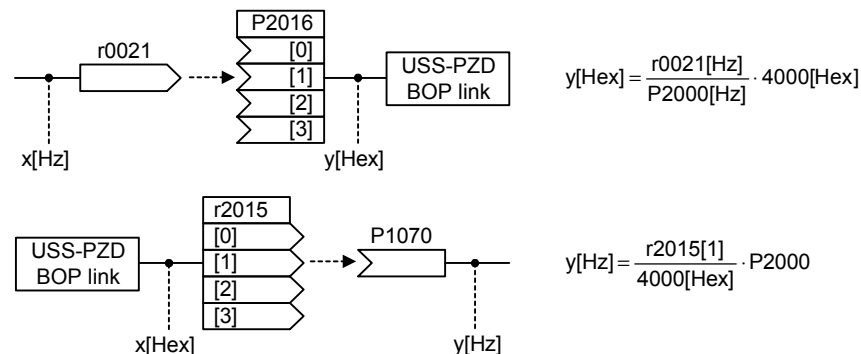 P2016
r0021
[0]
[1]
[2]
[3]
USS-PZD
BOP link
x[Hz]
y[Hex]
y[Hex] = r0021[Hz] / P2000[Hz] · 4000[Hex]
r2015
[0]
[1]
[2]
[3]
USS-PZD
BOP link
P1070
x[Hex]
y[Hz]
y[Hz] = r2015[1] / 4000[Hex] · P2000